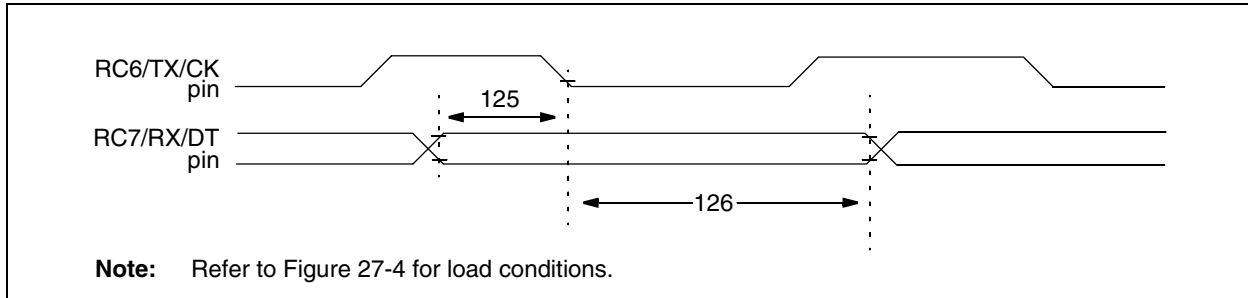 RC6/TX/CK
pin
125
RC7/RX/DT
pin
126
Note: Refer to Figure 27-4 for load conditions.